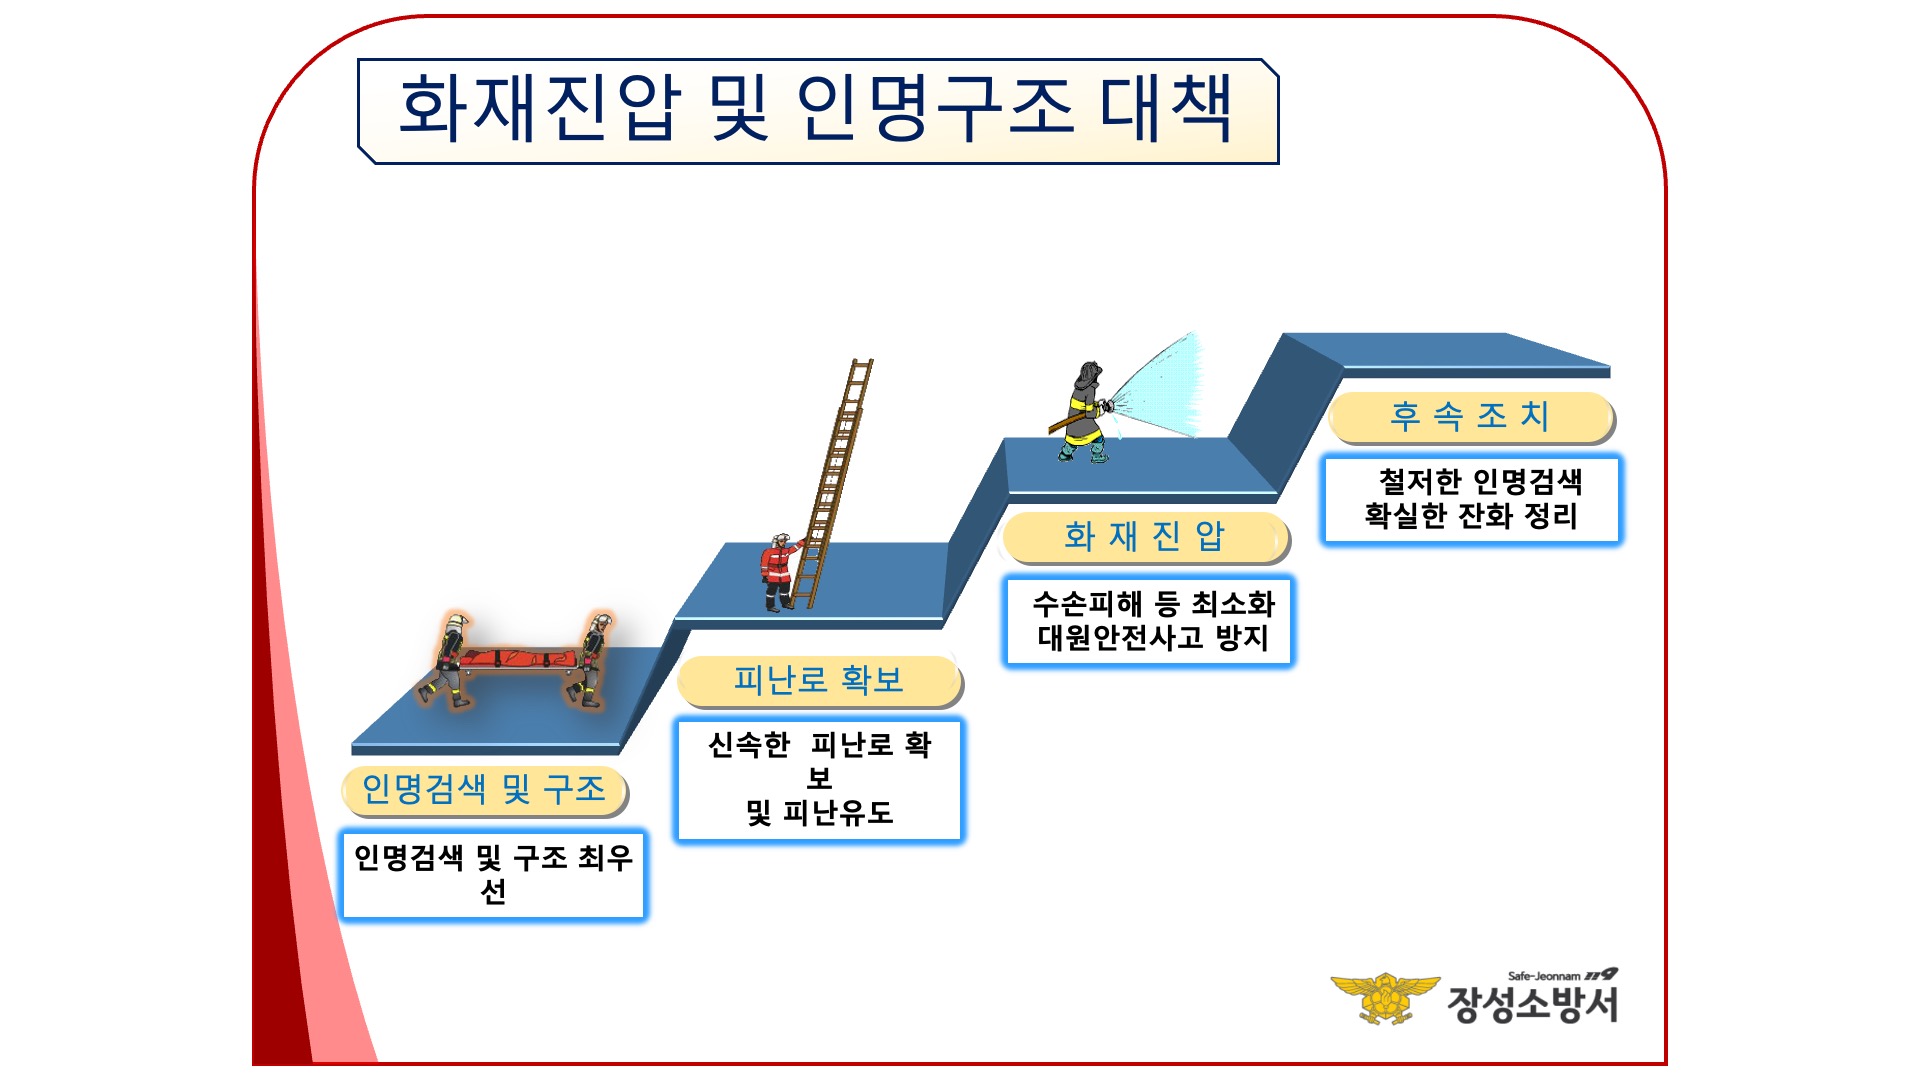 화재진압 및 인명구조 대책
인명검색 및 구조
인명검색 및 구조 최우
선
피난로 확보
신속한 피난로 확
보
및 피난유도
화 재 진 압
수손피해 등 최소화
대원안전사고 방지
후 속 조 치
철저한 인명검색
확실한 잔화 정리
Safe-Jeonnam 119
장성소방서